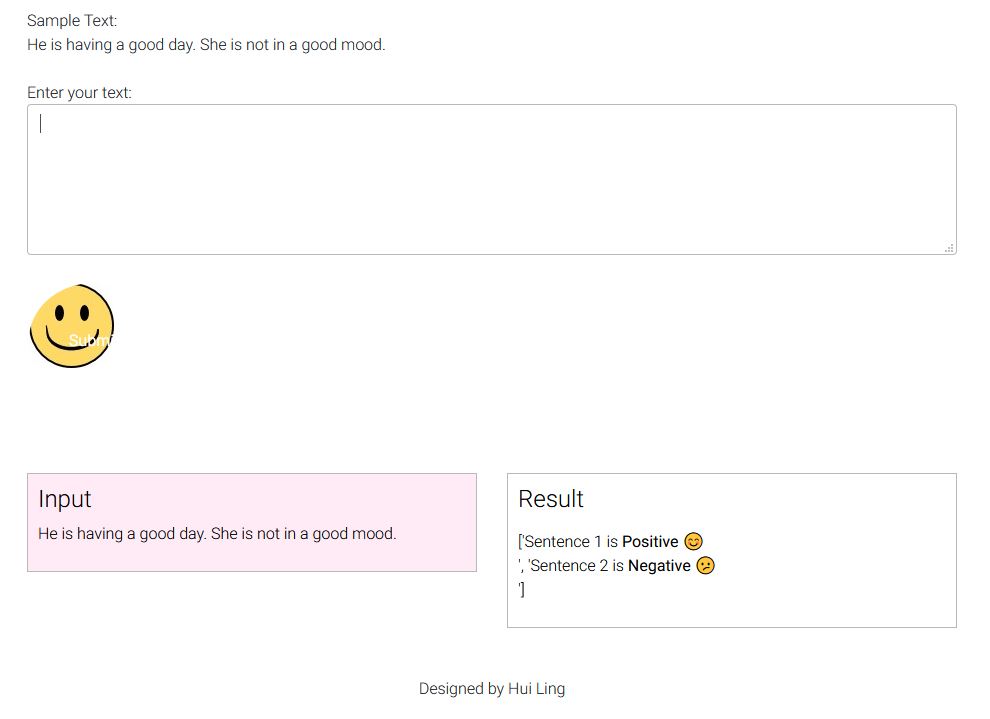 Sample Text:
He is having a good day. She is not in a good mood.
Enter your text:
Input
He is having a good day. She is not in a good mood.
Result
['Sentence 1 is Positive 😊
', 'Sentence 2 is Negative 😕
']
Designed by Hui Ling